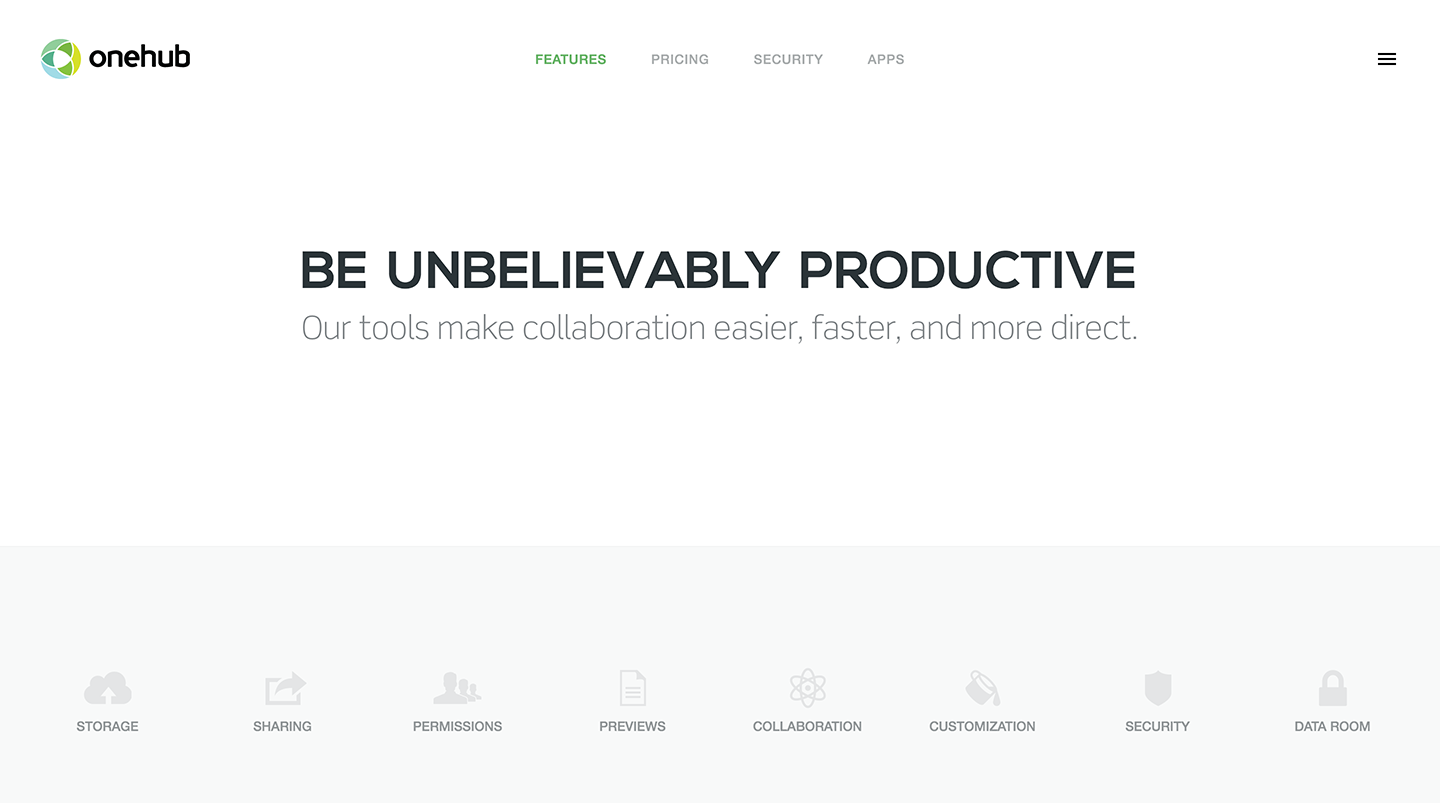 onehub
FEATURES PRICING SECURITY APPS
BE UNBELIEVABLY PRODUCTIVE
Our tools make collaboration easier, faster, and more direct.
STORAGE SHARING PERMISSIONS PREVIEWS COLLABORATION CUSTOMIZATION SECURITY DATA ROOM